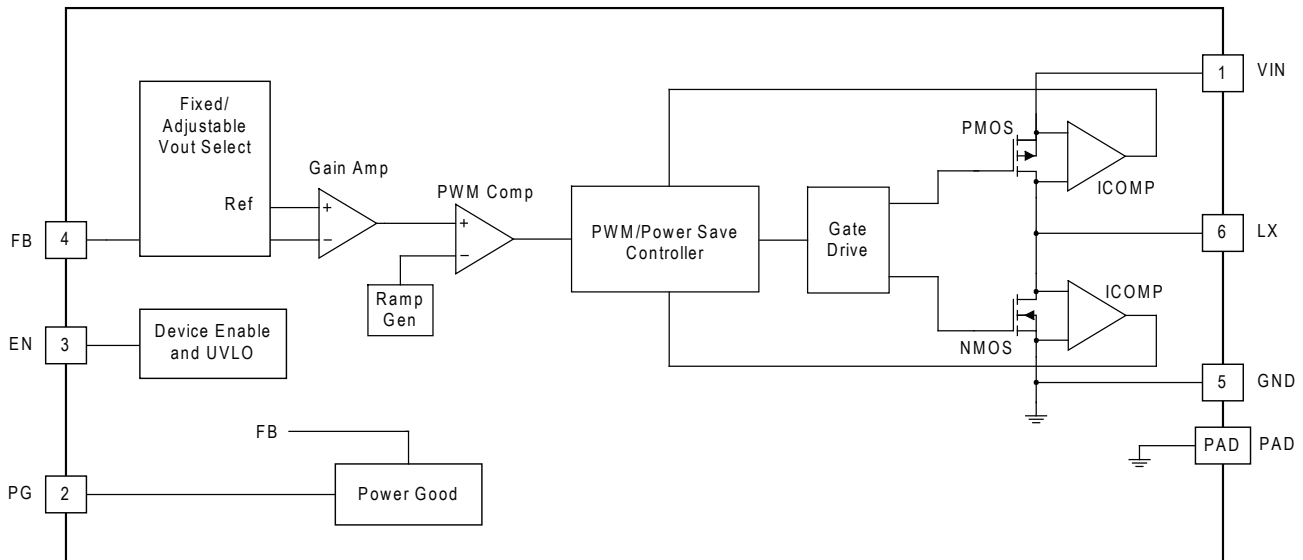 1
VIN
Fixed/
Adjustable
Vout Select
PMOS
Gain Amp
ICOMP
PWM Comp
Ref
+
+
FB
4
−
PWM/Power Save
Controller
Gate
Drive
6
LX
−
Ramp
Gen
ICOMP
EN
3
Device Enable
and UVLO
NMOS
5
GND
FB
PAD
PAD
PG
2
Power Good